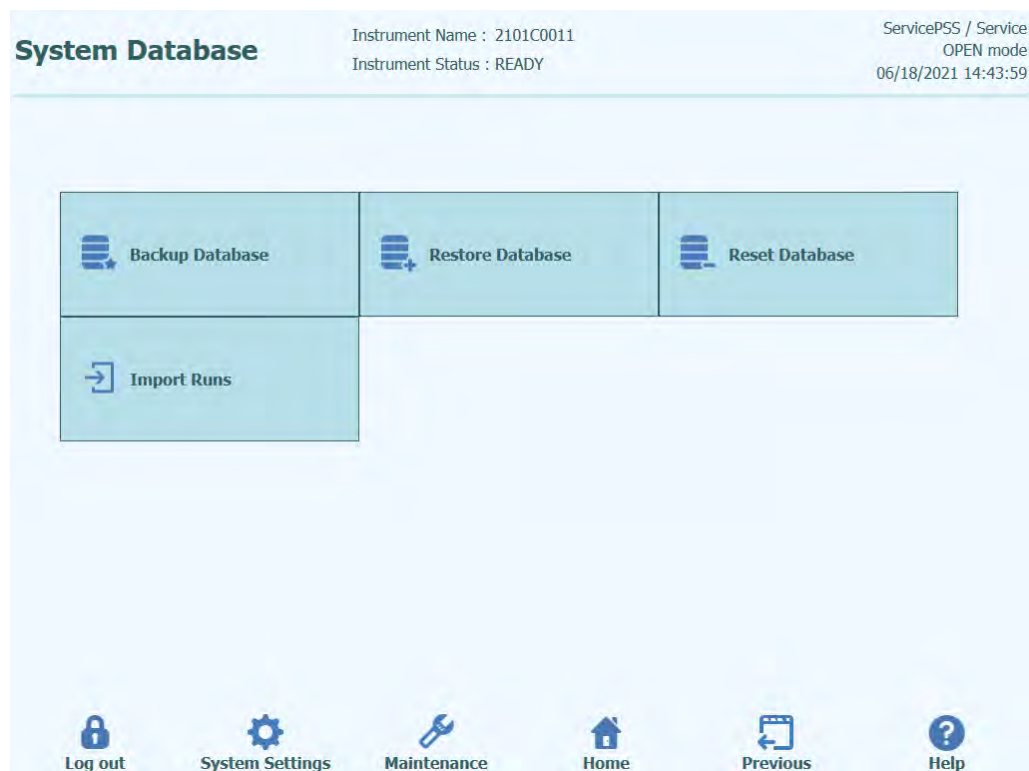 System Database
Instrument Name : 2101C0011
Instrument Status : READY
ServicePSS / Service
OPEN mode
06/18/2021 14:43:59
Backup Database
Restore Database
Reset Database
Import Runs
Log out
System Settings
Maintenance
Home
Previous
Help